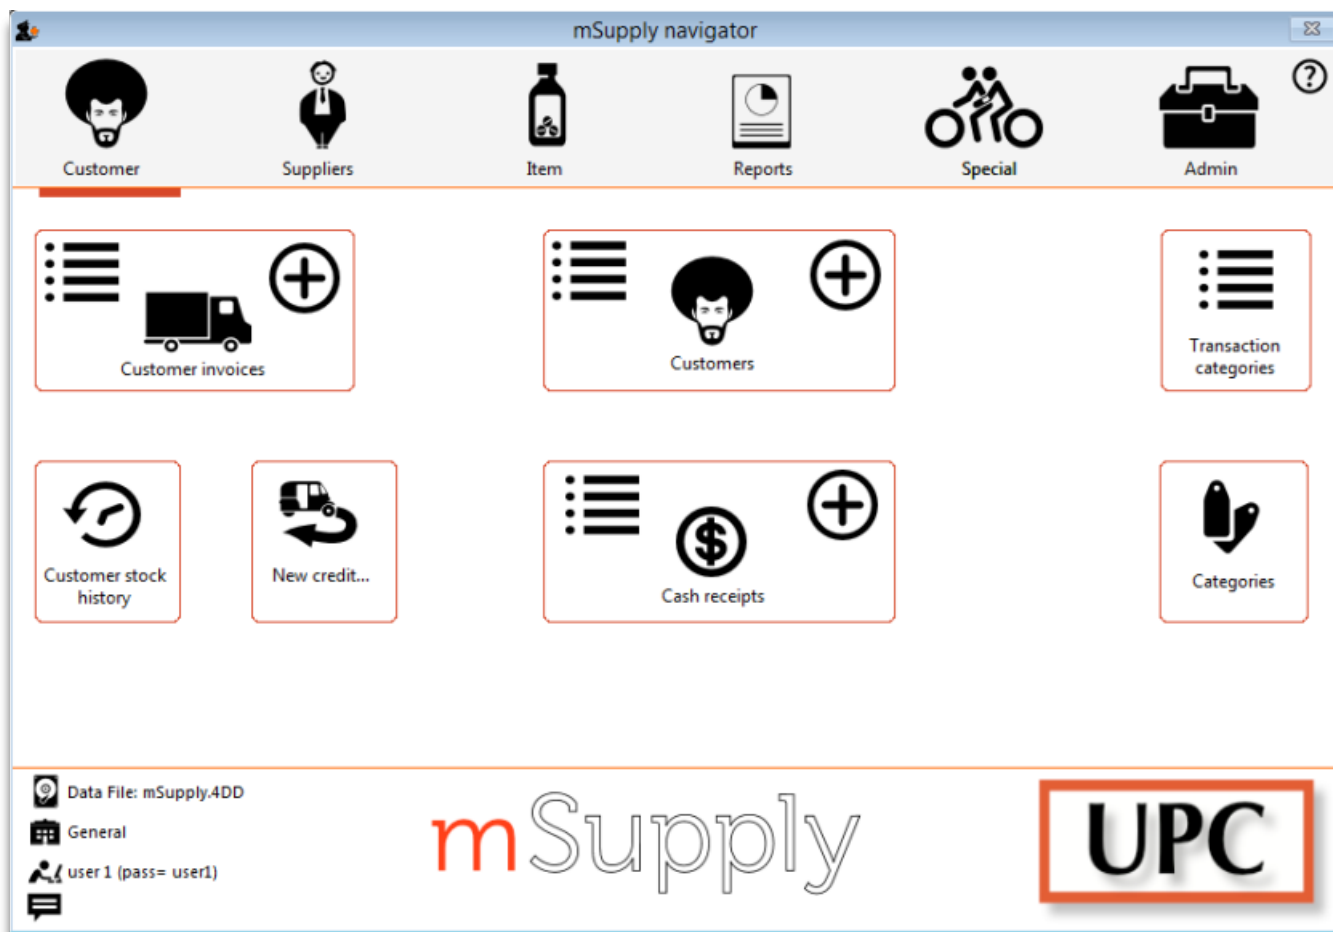 mSupply navigator
Customer
Suppliers
Item
Reports
Special
Admin
?
Customer invoices
Customers
Transaction
categories
Customer stock
history
New credit...
$
Cash receipts
Categories
Data File: mSupply.4DD
General
user 1 (pass= user1)
mSupply
UPC